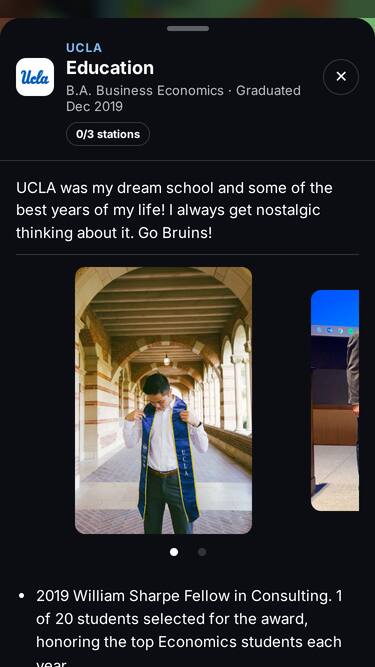 UCLA
Ucla
Education
B.A. Business Economics · Graduated
Dec 2019
0/3 stations
UCLA was my dream school and some of the
best years of my life! I always get nostalgic
thinking about it. Go Bruins!
UCLA
• 2019 William Sharpe Fellow in Consulting. 1
of 20 students selected for the award,
honoring the top Economics students each
year